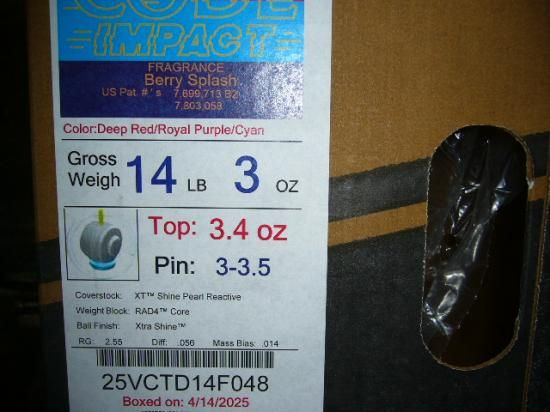 CODE
IMPACT
FRAGRANCE
Berry Splash
US Pat. #'s 7,699,713 B2
7,803,053
Color:Deep Red/Royal Purple/Cyan
Gross Weigh 14 LB 3 OZ
Top: 3.4 oz
Pin: 3-3.5
Coverstock: XT™ Shine Pearl Reactive
Weight Block: RAD4™ Core
Ball Finish: Xtra Shine™
RG: 2.55 Diff: .056 Mass Bias: .014
25VCTD14F048
Boxed on: 4/14/2025